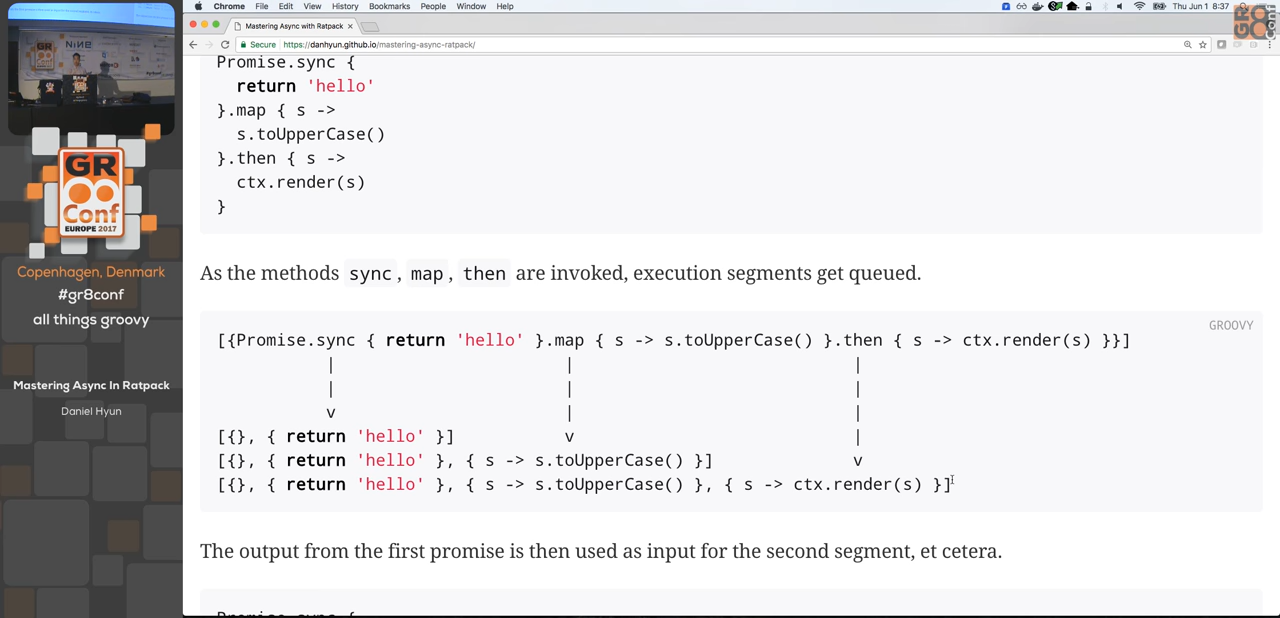 Chrome File Edit View History Bookmarks People Window Help Thu Jun 1 8:37
Mastering Async with Ratpack
Secure https://danhyun.github.io/mastering-async-ratpack/
GR8
Conf
EUROPE 2017
Copenhagen, Denmark
#gr8conf
all things groovy
Mastering Async In Ratpack
Daniel Hyun
Promise.sync {
return 'hello'
}.map { s ->
s.toUpperCase()
}.then { s ->
ctx.render(s)
}
As the methods sync, map, then are invoked, execution segments get queued.
GROOVY
[{Promise.sync { return 'hello' }.map { s -> s.toUpperCase() }.then { s -> ctx.render(s) }}]
| | |
| | |
v | |
[{}, { return 'hello' }] v |
[{}, { return 'hello' }, { s -> s.toUpperCase() }] v
[{}, { return 'hello' }, { s -> s.toUpperCase() }, { s -> ctx.render(s) }]
The output from the first promise is then used as input for the second segment, et cetera.
Promise.sync {